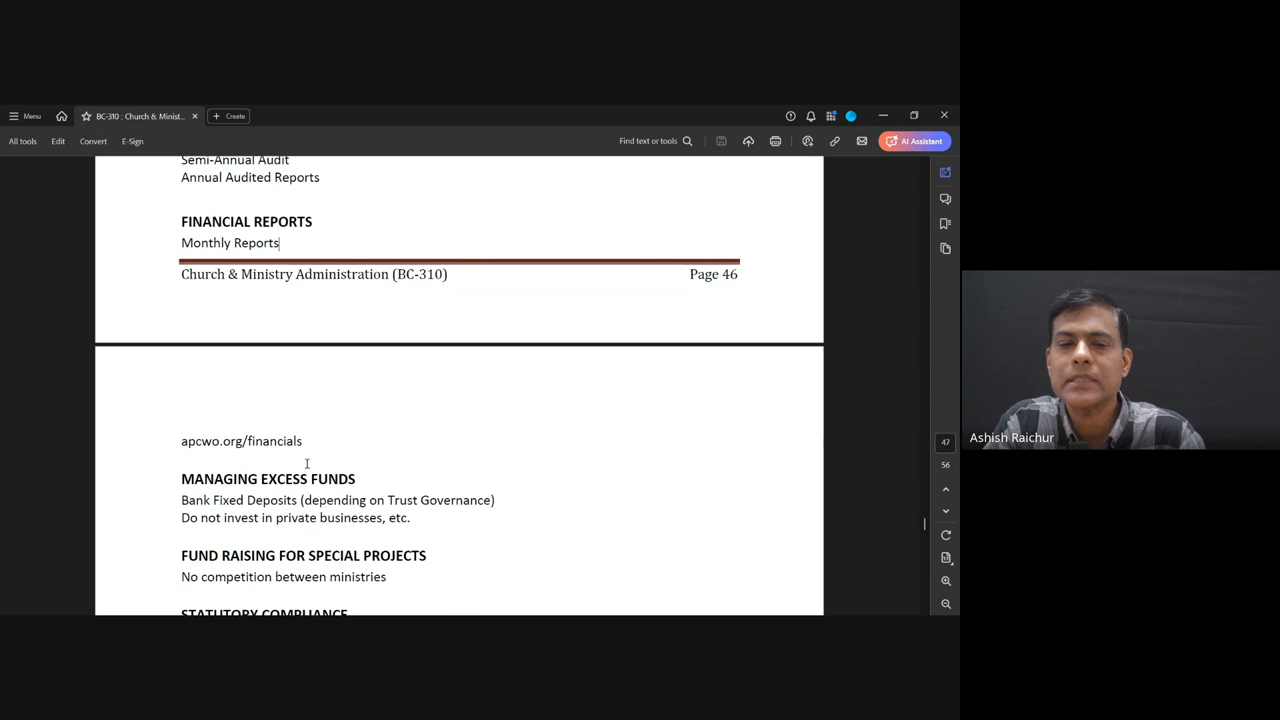 Menu
BC-310 : Church & Minist...
Create
All tools
Edit
Convert
E-Sign
Find text or tools
AI Assistant
Semi-Annual Audit
Annual Audited Reports
FINANCIAL REPORTS
Monthly Reports
Church & Ministry Administration (BC-310)
Page 46
apcwo.org/financials
MANAGING EXCESS FUNDS
Bank Fixed Deposits (depending on Trust Governance)
Do not invest in private businesses, etc.
FUND RAISING FOR SPECIAL PROJECTS
No competition between ministries
STATUTORY COMPLIANCE
47
56
Ashish Raichur